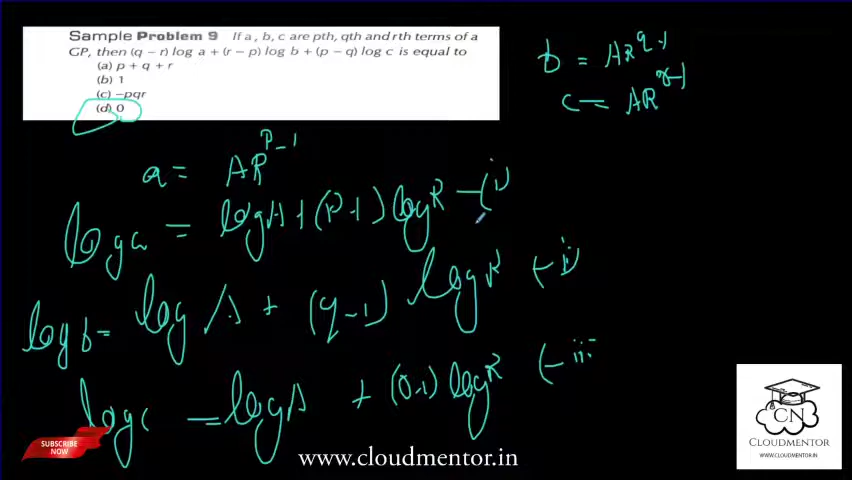 Sample Problem 9 If a, b, c are pth, qth and rth terms of a
GP, then (q – r) log a + (r – p) log b + (p – q) log c is equal to
(a) p + q + r
(b) 1
(c) –pqr
(d) 0
b = AR^q-1
c = AR^r-1
a = AR^P-1
log a = log A + (P-1) log R – (i)
log b = log A + (q-1) log R (– ii)
log c = log A + (r-1) log R (– iii
SUBSCRIBE
NOW
www.cloudmentor.in
CN
CLOUDMENTOR
WWW.CLOUDMENTOR.IN